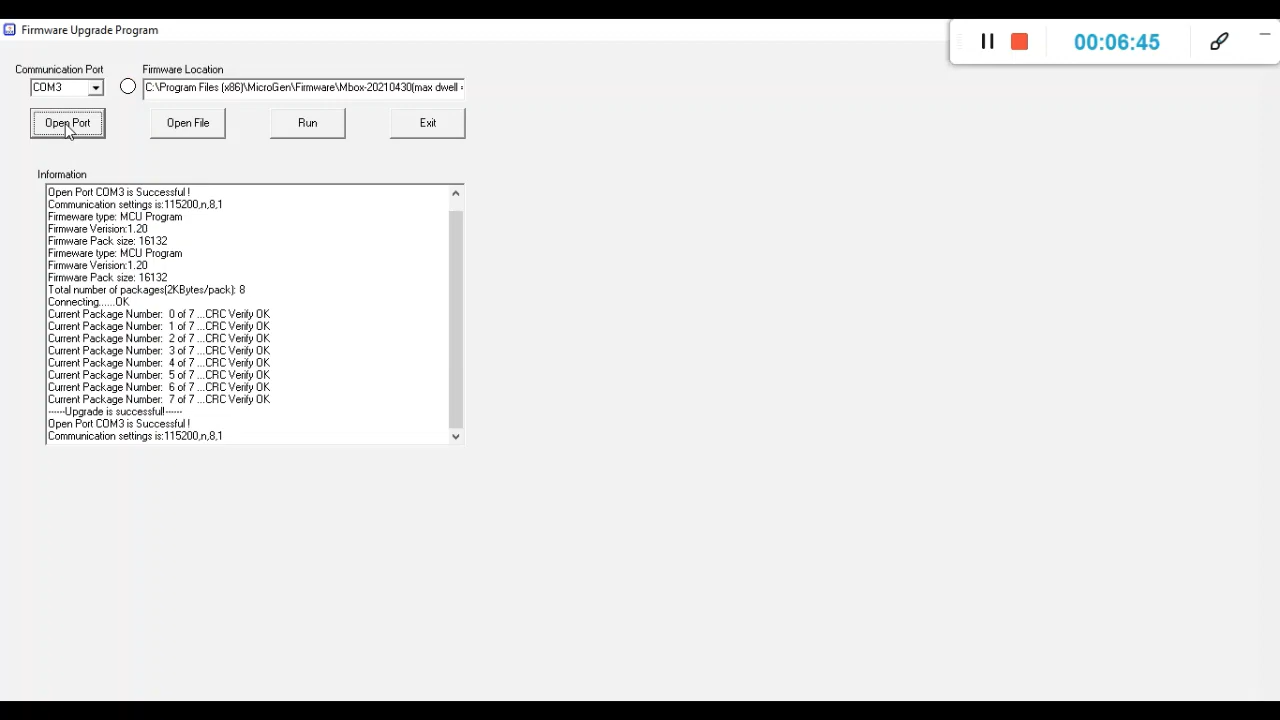 Firmware Upgrade Program
00:06:45
Communication Port
Firmware Location
COM3
C:\Program Files (x86)\MicroGen\Firmware\Mbox-20210430(max dwell =
Open Port
Open File
Run
Exit
Information
Open Port COM3 is Successful !
Communication settings is:115200,n,8,1
Firmeware type: MCU Program
Firmware Verision:1.20
Firmware Pack size: 16132
Firmeware type: MCU Program
Firmware Verision:1.20
Firmware Pack size: 16132
Total number of packages(2KBytes/pack): 8
Connecting......OK
Current Package Number:  0 of 7 ...CRC Verify OK
Current Package Number:  1 of 7 ...CRC Verify OK
Current Package Number:  2 of 7 ...CRC Verify OK
Current Package Number:  3 of 7 ...CRC Verify OK
Current Package Number:  4 of 7 ...CRC Verify OK
Current Package Number:  5 of 7 ...CRC Verify OK
Current Package Number:  6 of 7 ...CRC Verify OK
Current Package Number:  7 of 7 ...CRC Verify OK
------Upgrade is successful!------
Open Port COM3 is Successful !
Communication settings is:115200,n,8,1